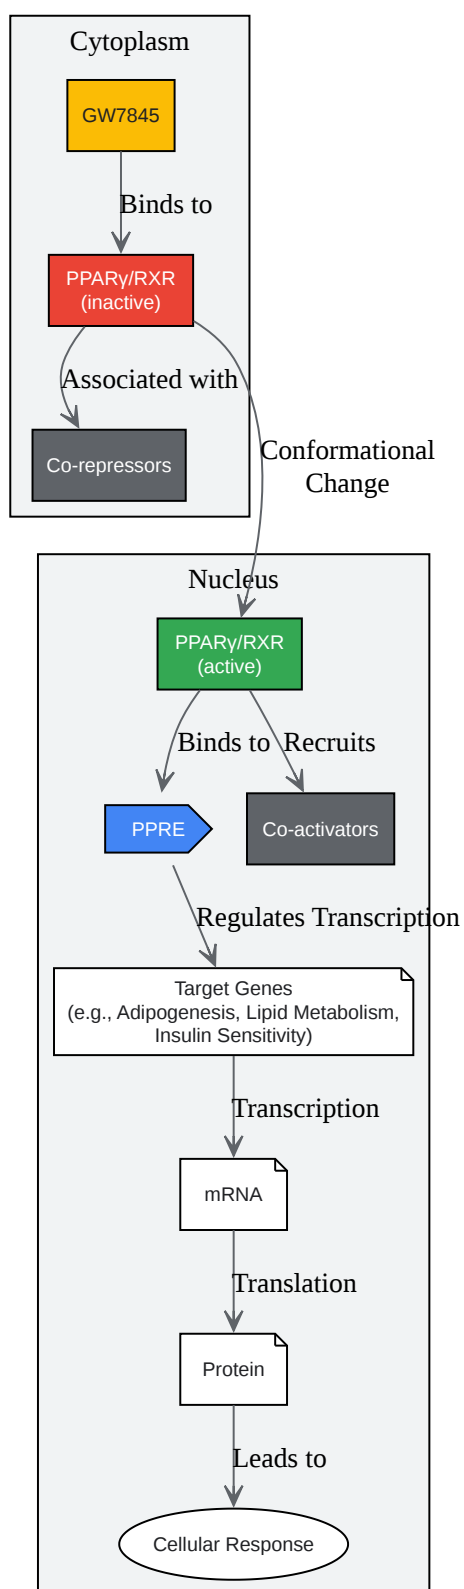 Cytoplasm
GW7845
Binds to
PPARγ/RXR
(inactive)
Associated with
Co-repressors
Conformational
Change
Nucleus
PPARγ/RXR
(active)
Binds to
Recruits
PPRE
Co-activators
Regulates Transcription
Target Genes
(e.g., Adipogenesis, Lipid Metabolism,
Insulin Sensitivity)
Transcription
mRNA
Translation
Protein
Leads to
Cellular Response